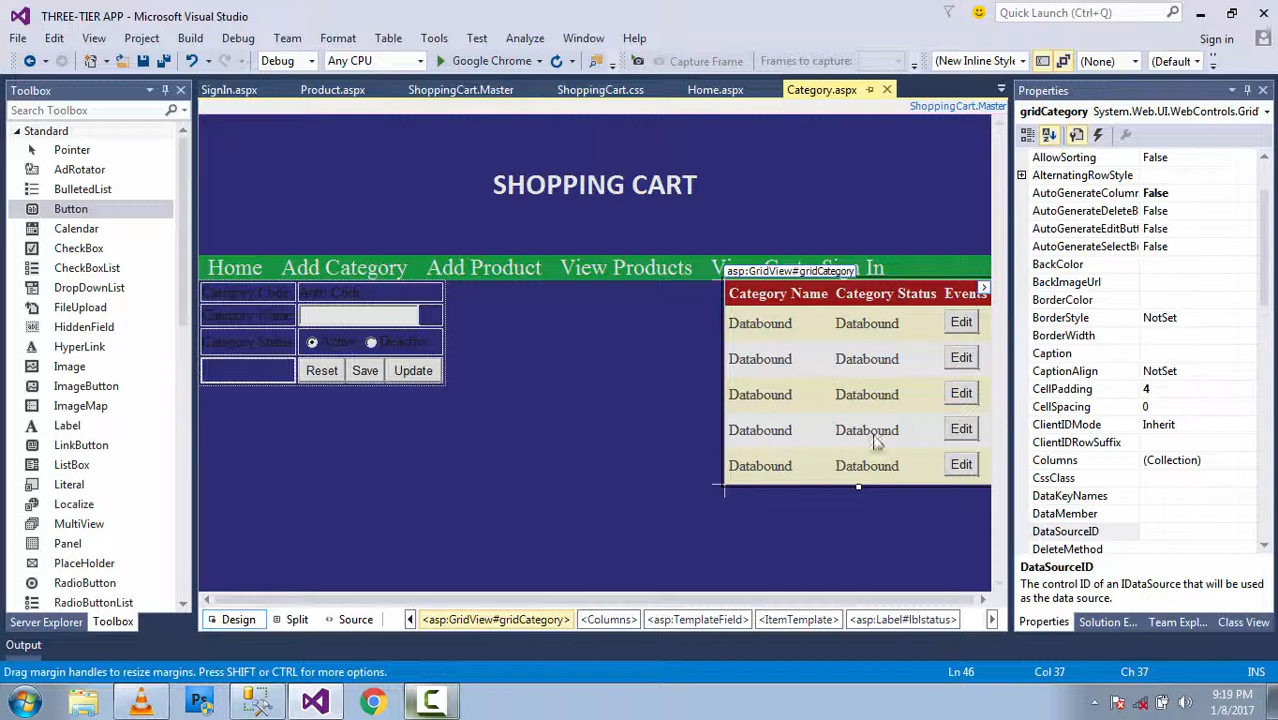 THREE-TIER APP - Microsoft Visual Studio
Quick Launch (Ctrl+Q)
File Edit View Project Build Debug Team Format Table Tools Test Analyze Window Help
Sign in
Debug Any CPU Google Chrome Capture Frame Frames to capture: (New Inline Style (None) (Default
Toolbox
Search Toolbox
Standard
Pointer
AdRotator
BulletedList
Button
Calendar
CheckBox
CheckBoxList
DropDownList
FileUpload
HiddenField
HyperLink
Image
ImageButton
ImageMap
Label
LinkButton
ListBox
Literal
Localize
MultiView
Panel
PlaceHolder
RadioButton
RadioButtonList
Server Explorer Toolbox
Output
SignIn.aspx Product.aspx ShoppingCart.Master ShoppingCart.css Home.aspx Category.aspx
ShoppingCart.Master
SHOPPING CART
Home Add Category Add Product View Products Sign In
asp:GridView#gridCategory
Category Code Auto Code
Category Name
Category Status Active Deactive
Reset Save Update
Category Name Category Status Events
Databound Databound Edit
Databound Databound Edit
Databound Databound Edit
Databound Databound Edit
Databound Databound Edit
Design Split Source <asp:GridView#gridCategory> <Columns> <asp:TemplateField> <ItemTemplate> <asp:Label#lblstatus>
Properties
gridCategory System.Web.UI.WebControls.Grid
AllowSorting False
AlternatingRowStyle
AutoGenerateColumn False
AutoGenerateDeleteB False
AutoGenerateEditButt False
AutoGenerateSelectB False
BackColor
BackImageUrl
BorderColor
BorderStyle NotSet
BorderWidth
Caption
CaptionAlign NotSet
CellPadding 4
CellSpacing 0
ClientIDMode Inherit
ClientIDRowSuffix
Columns (Collection)
CssClass
DataKeyNames
DataMember
DataSourceID
DeleteMethod
DataSourceID
The control ID of an IDataSource that will be used as the data source.
Properties Solution E... Team Expl... Class View
Drag margin handles to resize margins. Press SHIFT or CTRL for more options.
Ln 46 Col 37 Ch 37 INS
9:19 PM
1/8/2017